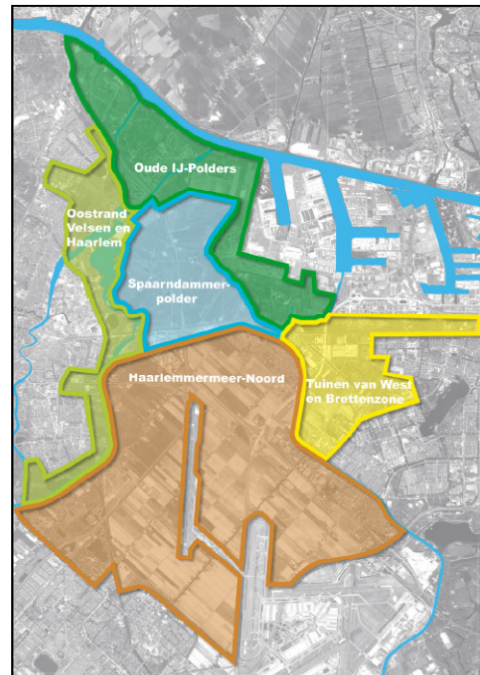 Oude IJ-Polders
Oostrand
Velsen en
Haarlem
Spaarndammer-
polder
Haarlemmermeer-Noord
Tuinen van West
en Brettenzone